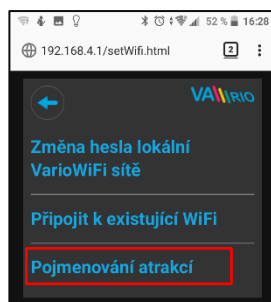 52 % 16:28
192.168.4.1/setWifi.html 2
VARIO
Změna hesla lokální
VarioWiFi sítě
Připojit k existující WiFi
Pojmenování atrakcí